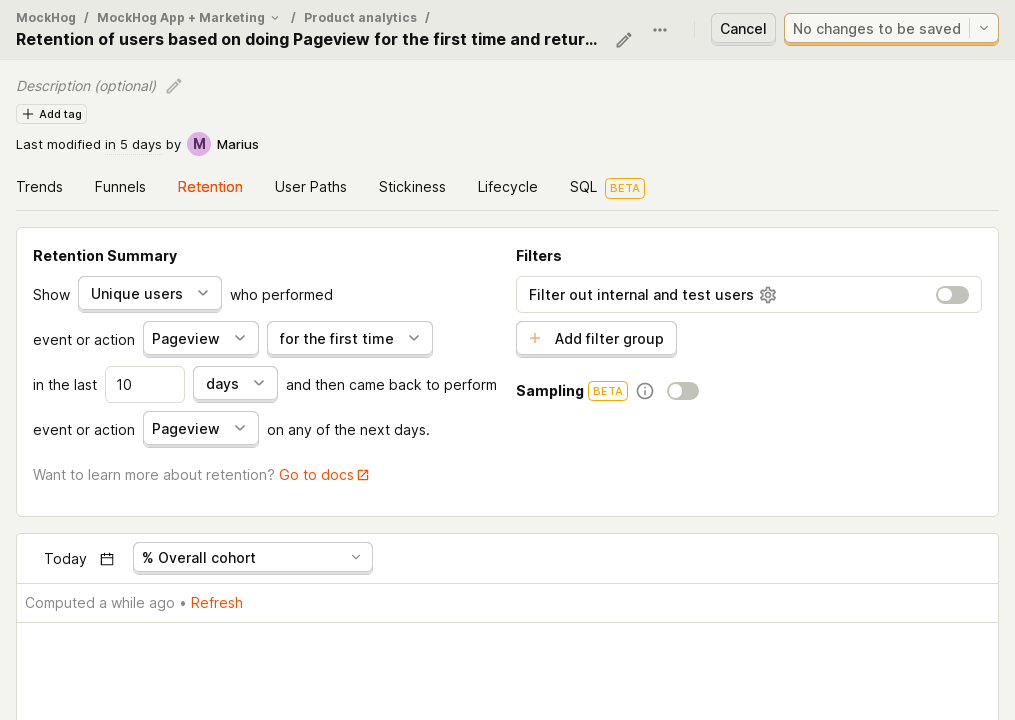 MockHog / MockHog App + Marketing / Product analytics /
Retention of users based on doing Pageview for the first time and retur...
Cancel
No changes to be saved
Description (optional)
Add tag
Last modified in 5 days by M Marius
Trends Funnels Retention User Paths Stickiness Lifecycle SQL BETA
Retention Summary
Show Unique users who performed
event or action Pageview for the first time
in the last 10 days and then came back to perform
event or action Pageview on any of the next days.
Want to learn more about retention? Go to docs
Filters
Filter out internal and test users
Add filter group
Sampling BETA
Today % Overall cohort
Computed a while ago • Refresh